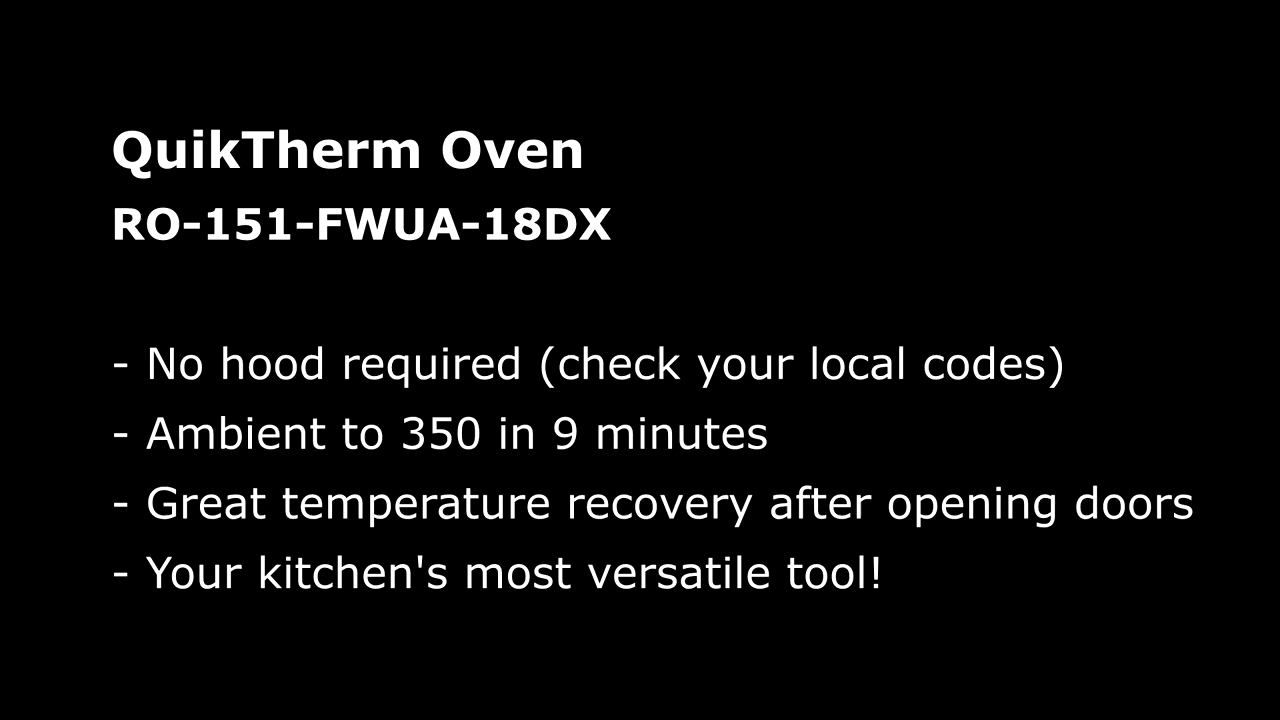 QuikTherm Oven
RO-151-FWUA-18DX
- No hood required (check your local codes)
- Ambient to 350 in 9 minutes
- Great temperature recovery after opening doors
- Your kitchen's most versatile tool!